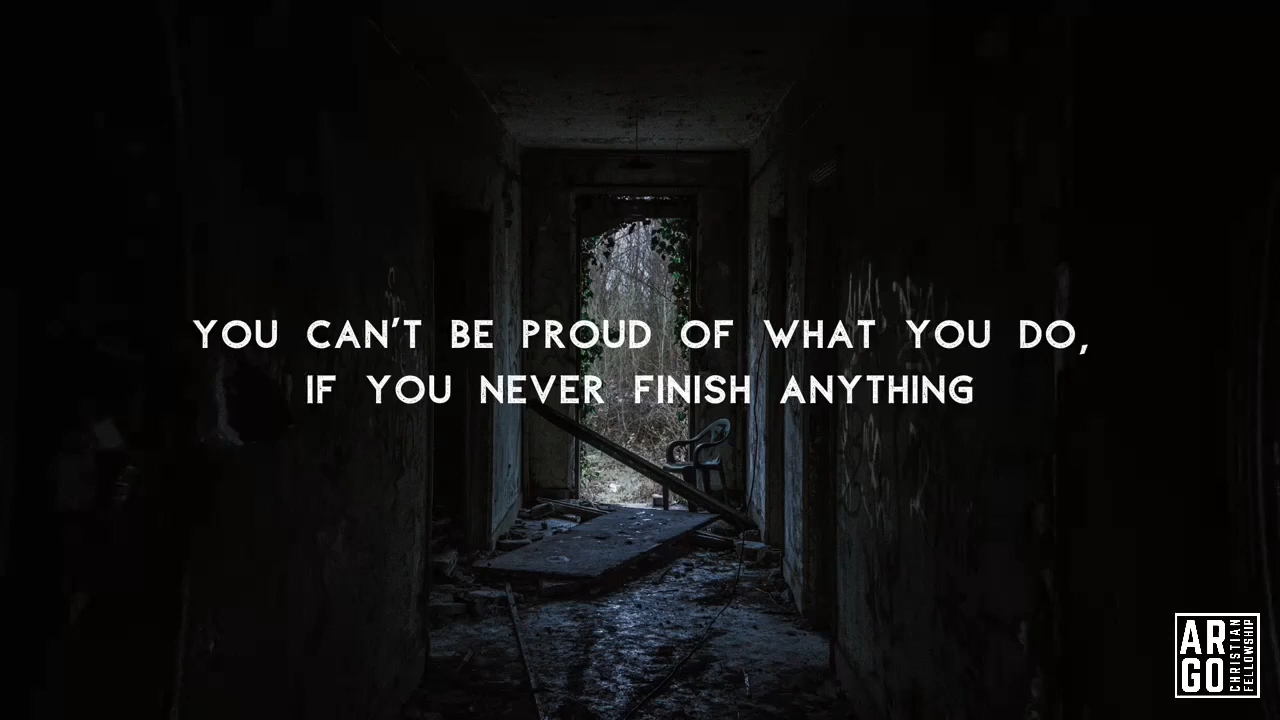 YOU CAN'T BE PROUD OF WHAT YOU DO,
IF YOU NEVER FINISH ANYTHING
AR
GO
CHRISTIAN
FELLOWSHIP